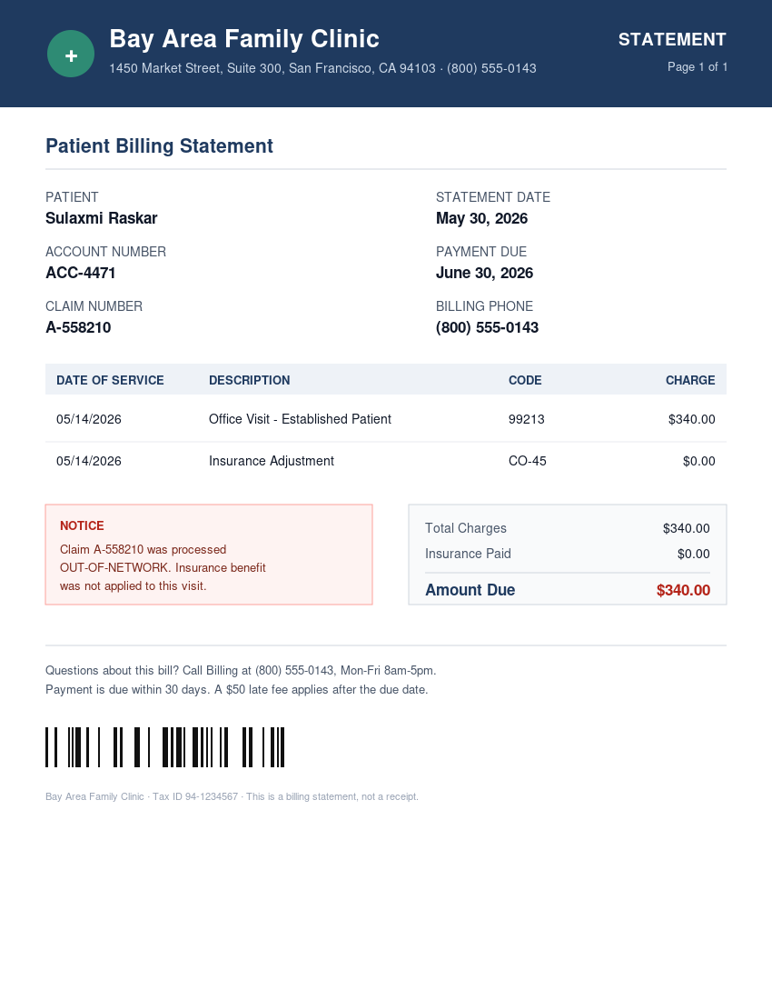 Bay Area Family Clinic
1450 Market Street, Suite 300, San Francisco, CA 94103 · (800) 555-0143
STATEMENT
Page 1 of 1
+
Patient Billing Statement
PATIENT
Sulaxmi Raskar
STATEMENT DATE
May 30, 2026
ACCOUNT NUMBER
ACC-4471
PAYMENT DUE
June 30, 2026
CLAIM NUMBER
A-558210
BILLING PHONE
(800) 555-0143
DATE OF SERVICE DESCRIPTION CODE CHARGE
05/14/2026 Office Visit - Established Patient 99213 $340.00
05/14/2026 Insurance Adjustment CO-45 $0.00
NOTICE
Claim A-558210 was processed
OUT-OF-NETWORK. Insurance benefit
was not applied to this visit.
Total Charges $340.00
Insurance Paid $0.00
Amount Due $340.00
Questions about this bill? Call Billing at (800) 555-0143, Mon-Fri 8am-5pm.
Payment is due within 30 days. A $50 late fee applies after the due date.
Bay Area Family Clinic · Tax ID 94-1234567 · This is a billing statement, not a receipt.